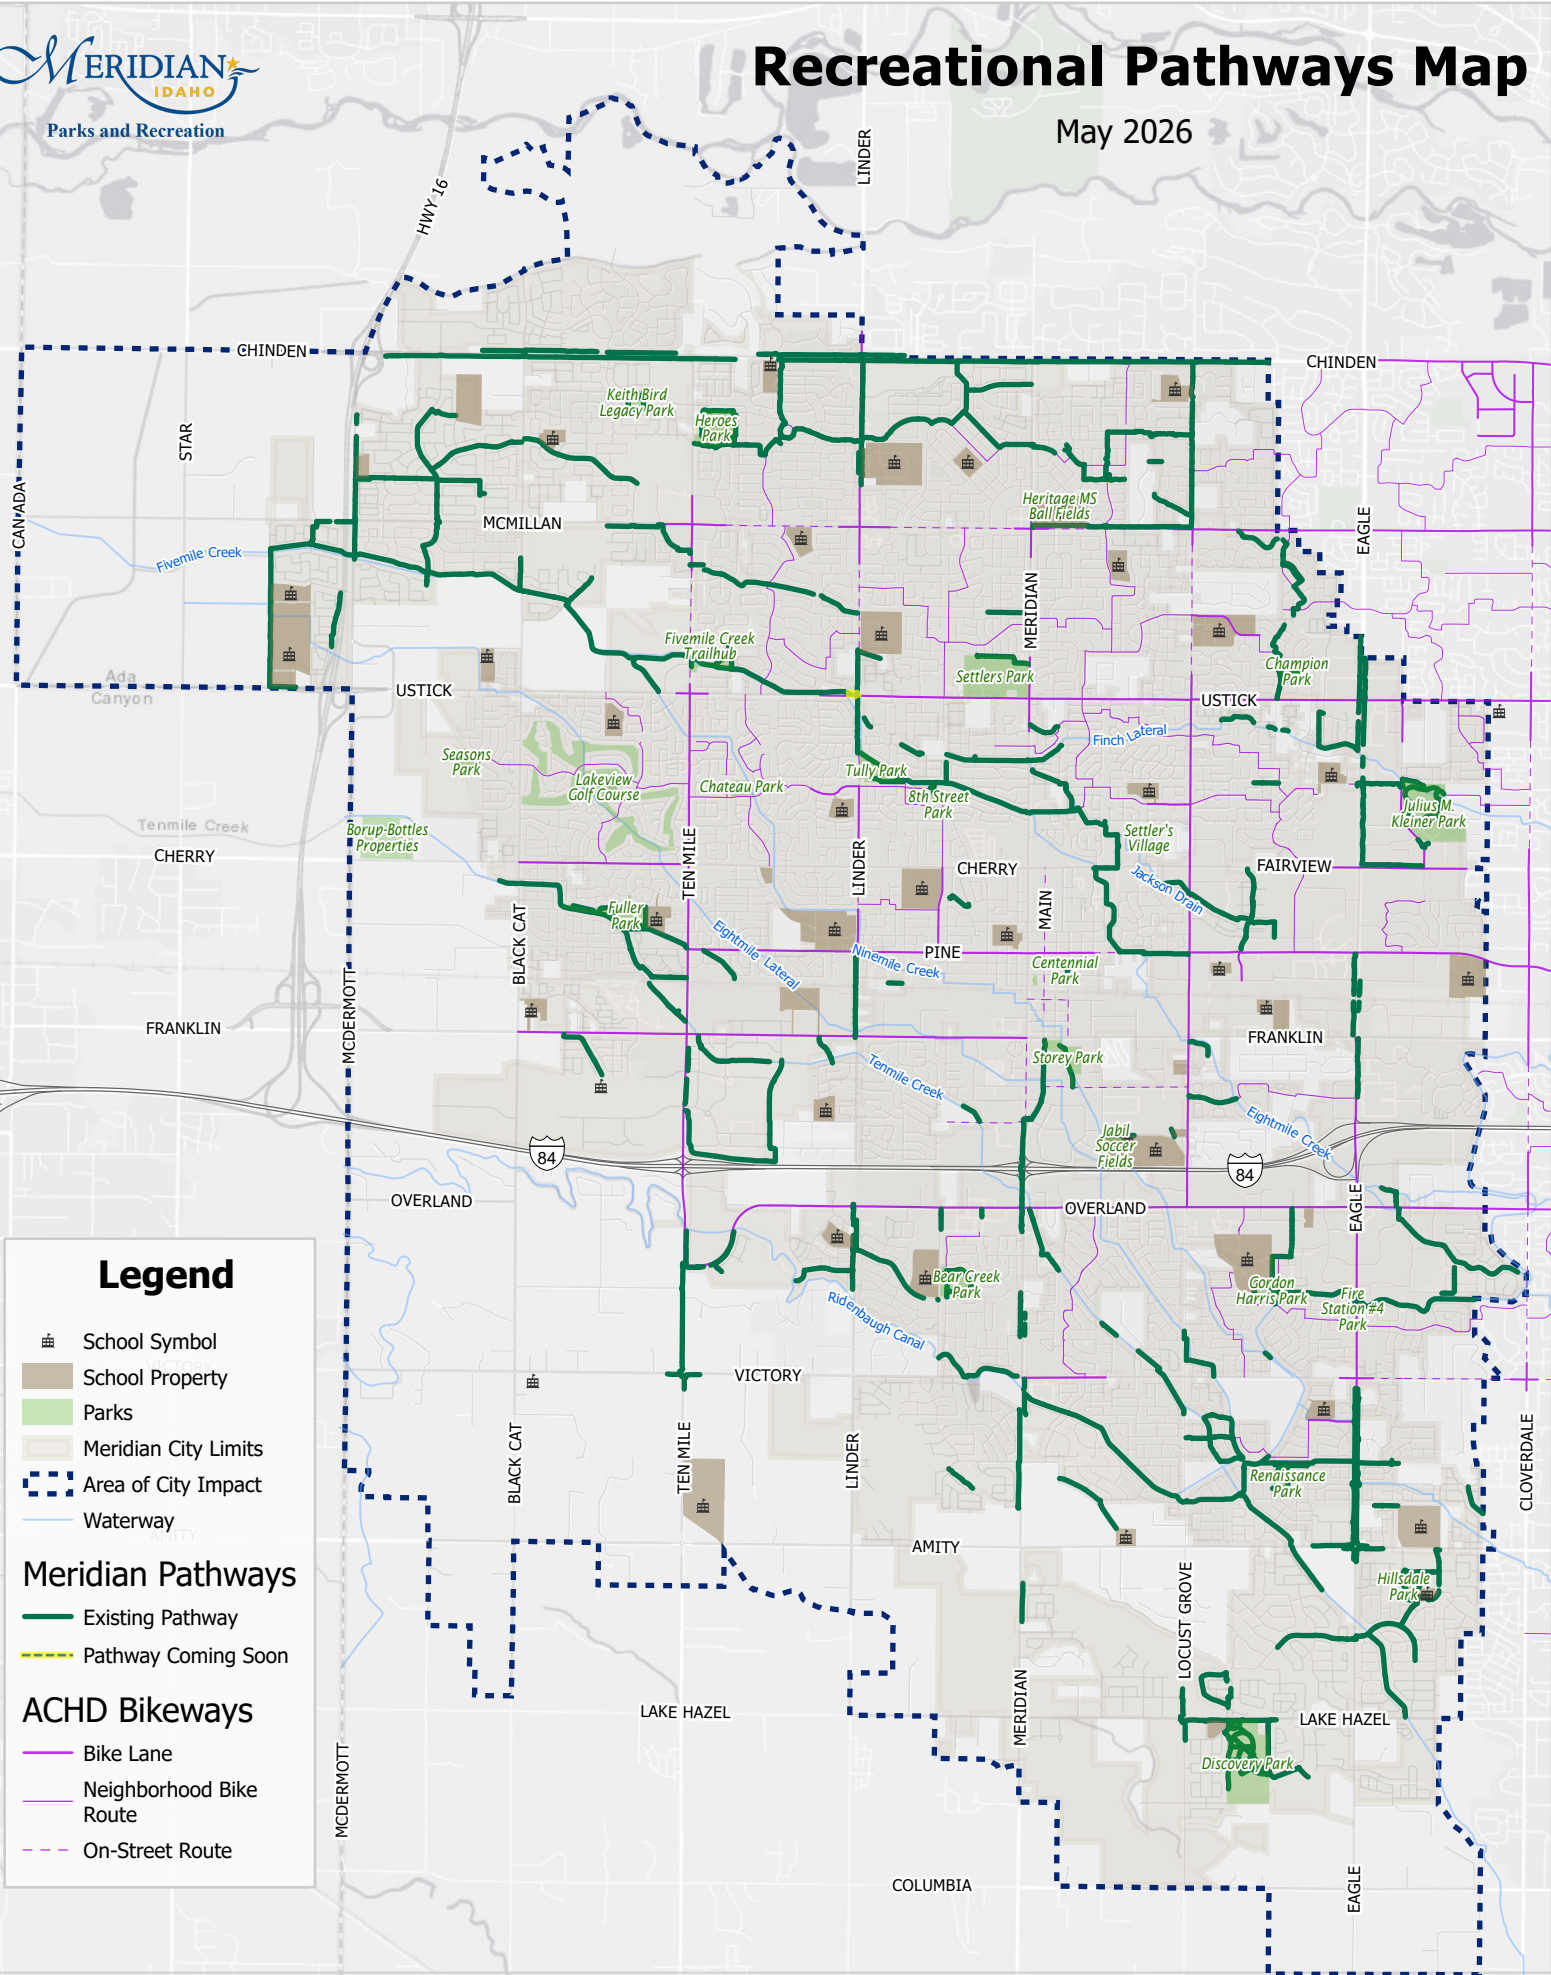 MERIDIAN
IDAHO
Parks and Recreation
Recreational Pathways Map
May 2026
LINDER
HWY 16
CHINDEN
CHINDEN
Keith Bird
Legacy Park
Heroes
Park
STAR
CANADA
MCMILLAN
Heritage MS
Ball Fields
EAGLE
Fivemile Creek
MERIDIAN
Fivemile Creek
Trailhub
Settlers Park
Champion
Park
Ada
Canyon
USTICK
USTICK
Finch Lateral
Seasons
Park
Lakeview
Golf Course
Chateau Park
Tully Park
8th Street
Park
Julius M.
Kleiner Park
Tenmile Creek
Borup-Bottles
Properties
Settler's
Village
CHERRY
TEN MILE
LINDER
CHERRY
FAIRVIEW
Jackson Drain
BLACK CAT
Fuller
Park
MAIN
Eightmile Lateral
Ninemile Creek
PINE
Centennial
Park
MCDERMOTT
FRANKLIN
FRANKLIN
Storey Park
Tenmile Creek
Eightmile Creek
Jabil
Soccer
Fields
84
84
OVERLAND
OVERLAND
EAGLE
Bear Creek
Park
Gordon
Harris Park
Fire
Station #4
Park
Ridenbaugh Canal
VICTORY
Legend
School Symbol
VICTORY
School Property
Parks
Meridian City Limits
Area of City Impact
Waterway
AMITY
Meridian Pathways
Existing Pathway
Pathway Coming Soon
ACHD Bikeways
Bike Lane
Neighborhood Bike
Route
On-Street Route
BLACK CAT
TEN MILE
LINDER
CLOVERDALE
Renaissance
Park
AMITY
Hillsdale
Park
LOCUST GROVE
MERIDIAN
LAKE HAZEL
LAKE HAZEL
Discovery Park
MCDERMOTT
COLUMBIA
EAGLE